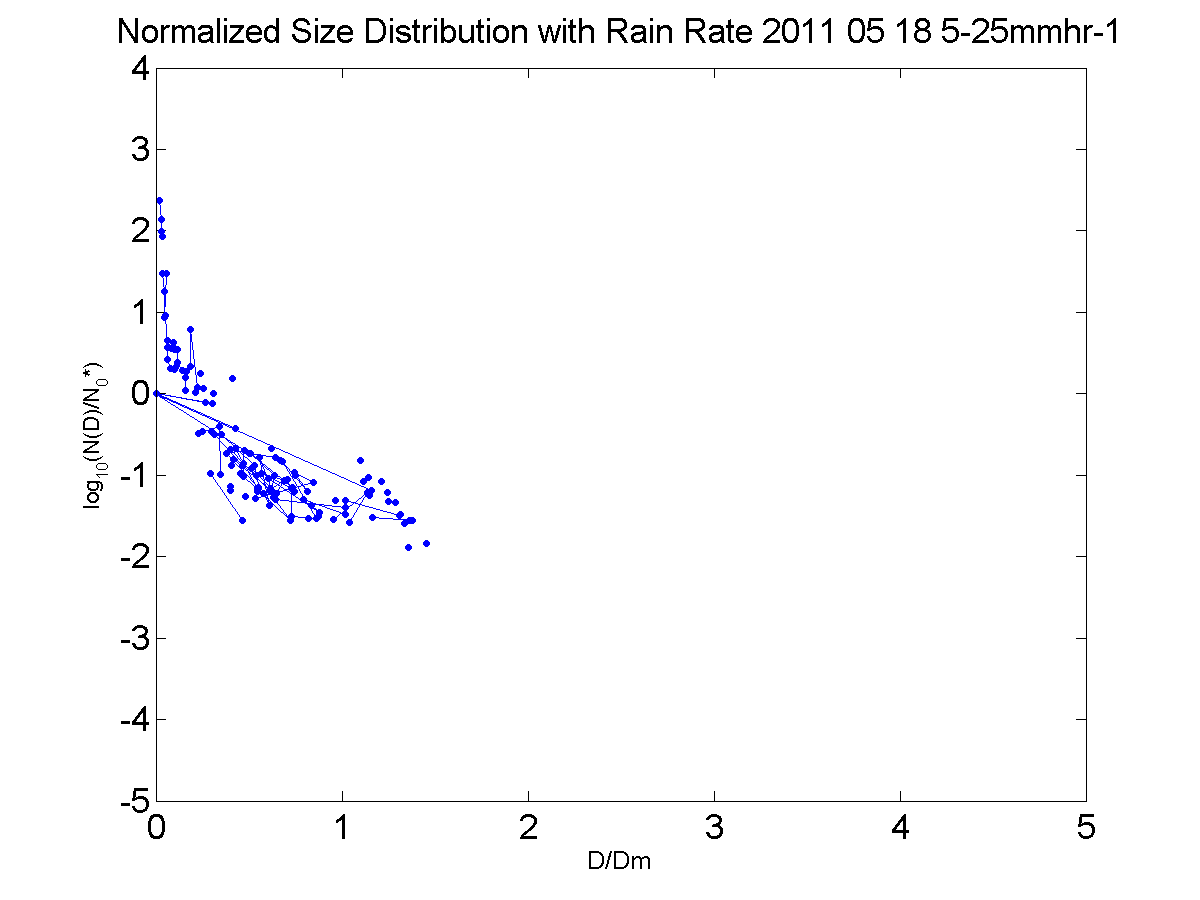 Normalized Size Distribution with Rain Rate 2011 05 18 5-25mmhr-1
4
3
2
1
0
-1
-2
-3
-4
-5
log10(N(D)/N0*)
0 1 2 3 4 5
D/Dm